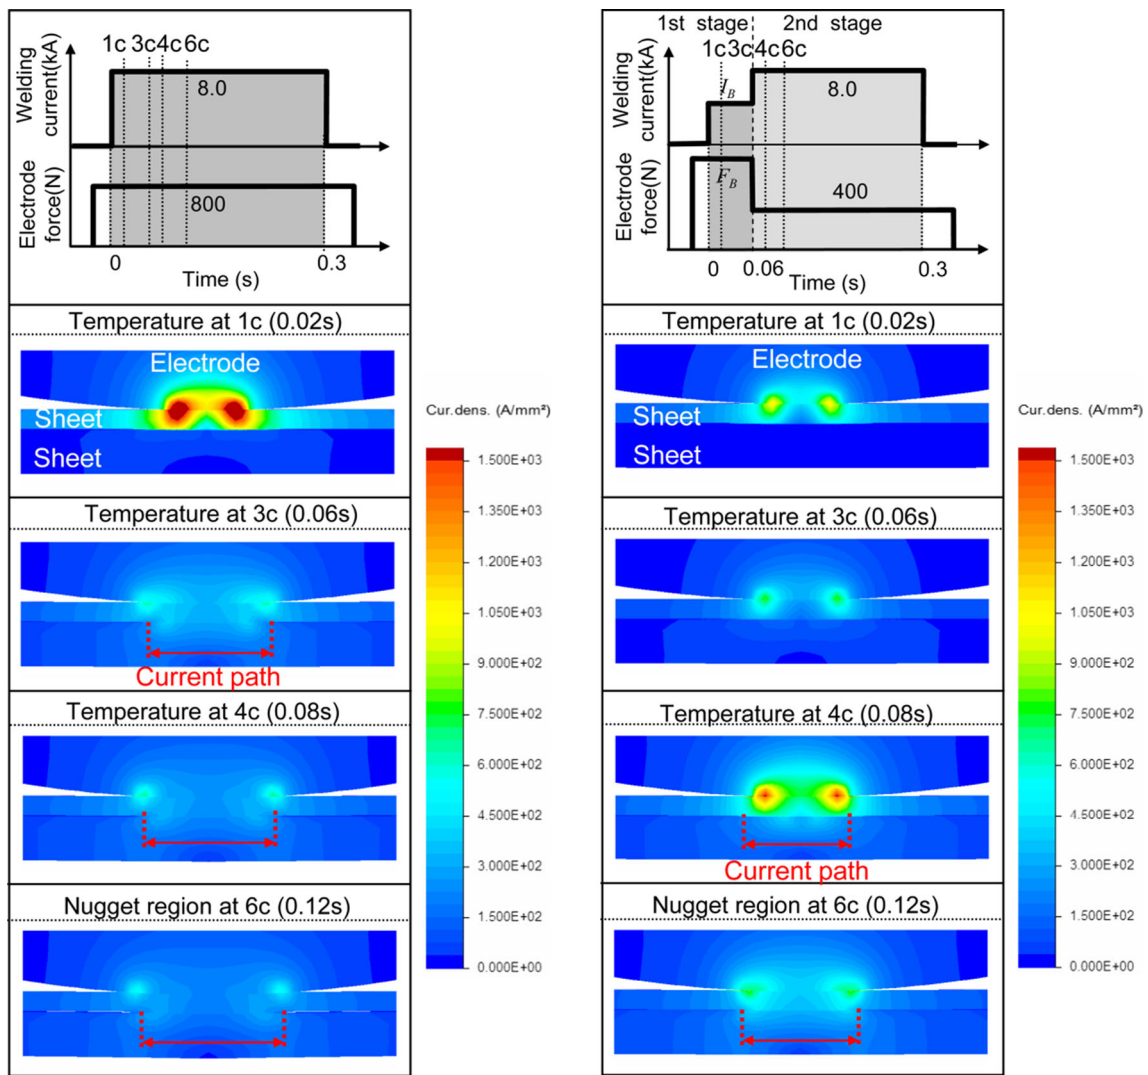 Welding
current(kA)
1c 3c 4c 6c
8.0
Electrode
force(N)
800
0
0.3
Time (s)
Temperature at 1c (0.02s)
Electrode
Sheet
Sheet
Temperature at 3c (0.06s)
Current path
Temperature at 4c (0.08s)
Nugget region at 6c (0.12s)
Cur.dens. (A/mm²)
1.500E+03
1.350E+03
1.200E+03
1.050E+03
9.000E+02
7.500E+02
6.000E+02
4.500E+02
3.000E+02
1.500E+02
0.000E+00
1st stage
2nd stage
Welding
current(kA)
1c 3c 4c 6c
I_B
8.0
Electrode
force(N)
F_B
400
0
0.06
0.3
Time (s)
Temperature at 1c (0.02s)
Electrode
Sheet
Sheet
Temperature at 3c (0.06s)
Temperature at 4c (0.08s)
Current path
Nugget region at 6c (0.12s)
Cur.dens. (A/mm²)
1.500E+03
1.350E+03
1.200E+03
1.050E+03
9.000E+02
7.500E+02
6.000E+02
4.500E+02
3.000E+02
1.500E+02
0.000E+00